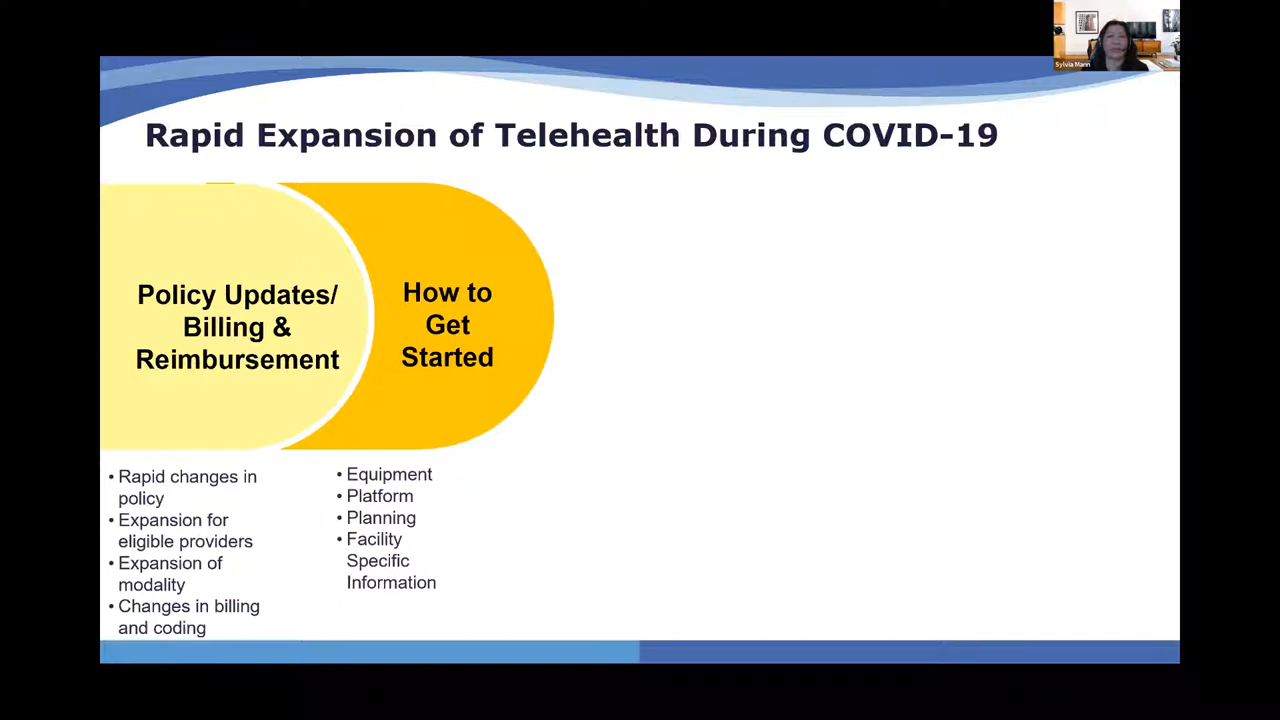 Sylvia Mann
Rapid Expansion of Telehealth During COVID-19
Policy Updates/
Billing &
Reimbursement
How to
Get
Started
• Rapid changes in
policy
• Expansion for
eligible providers
• Expansion of
modality
• Changes in billing
and coding
• Equipment
• Platform
• Planning
• Facility
Specific
Information